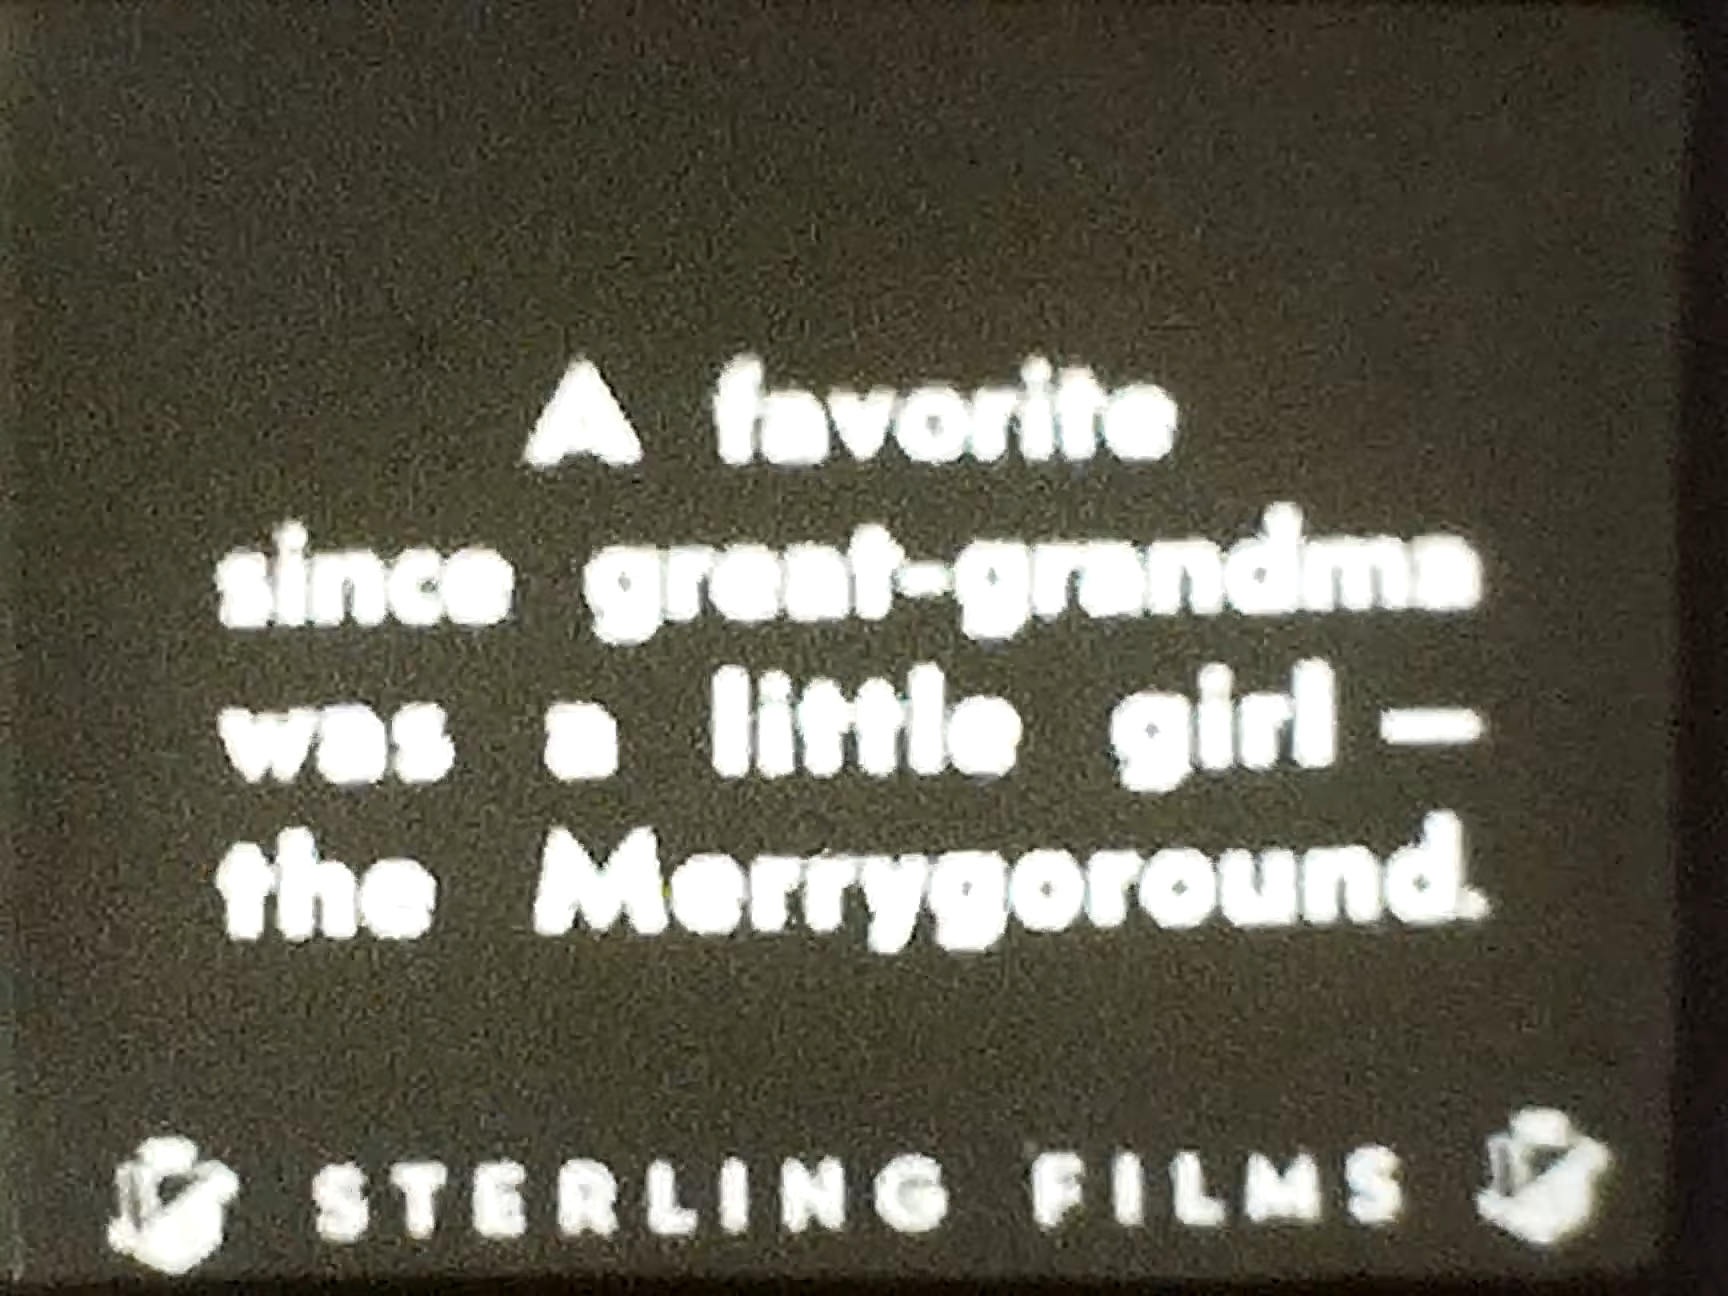 A favorite
since great-grandma
was a little girl —
the Merrygoround.
STERLING FILMS